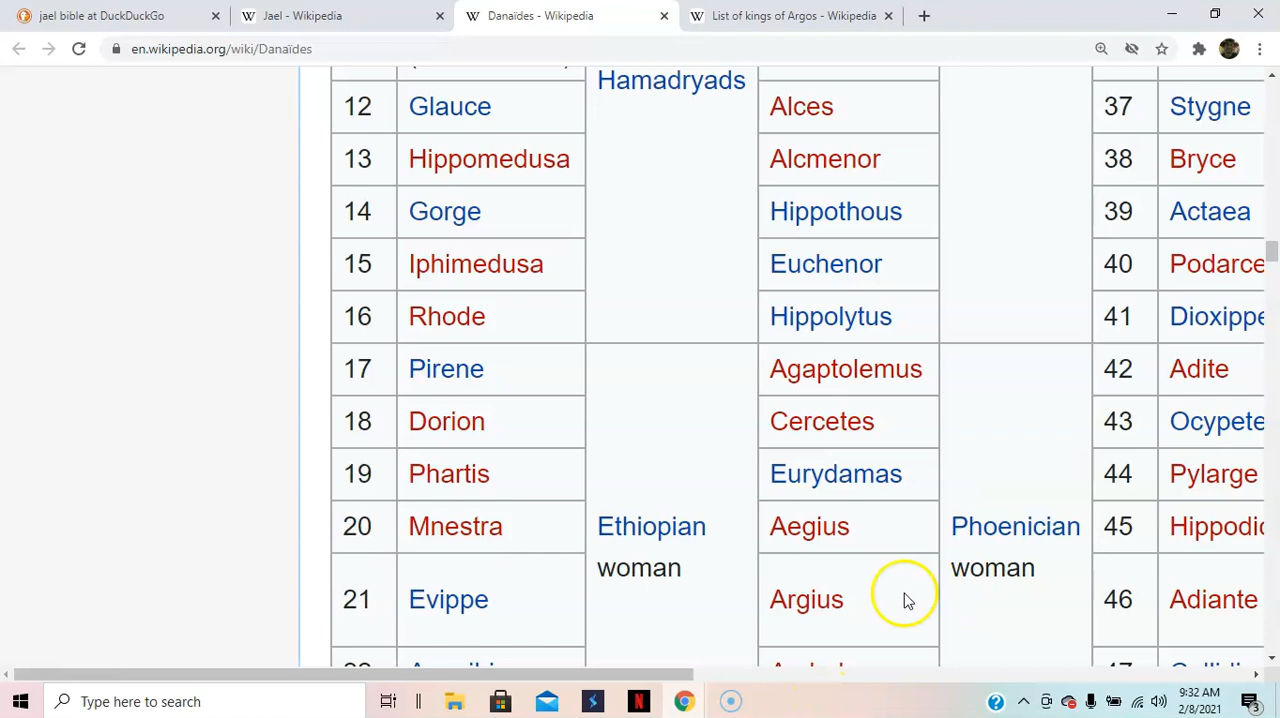 jael bible at DuckDuckGo
Jael - Wikipedia
Danaïdes - Wikipedia
List of kings of Argos - Wikipedia
en.wikipedia.org/wiki/Danaïdes
Hamadryads
12 Glauce Alces 37 Stygne
13 Hippomedusa Alcmenor 38 Bryce
14 Gorge Hippothous 39 Actaea
15 Iphimedusa Euchenor 40 Podarce
16 Rhode Hippolytus 41 Dioxippe
17 Pirene Agaptolemus 42 Adite
18 Dorion Cercetes 43 Ocypete
19 Phartis Eurydamas 44 Pylarge
20 Mnestra Ethiopian Aegius Phoenician 45 Hippodic
woman woman
21 Evippe Argius 46 Adiante
Type here to search
9:32 AM
2/8/2021
3